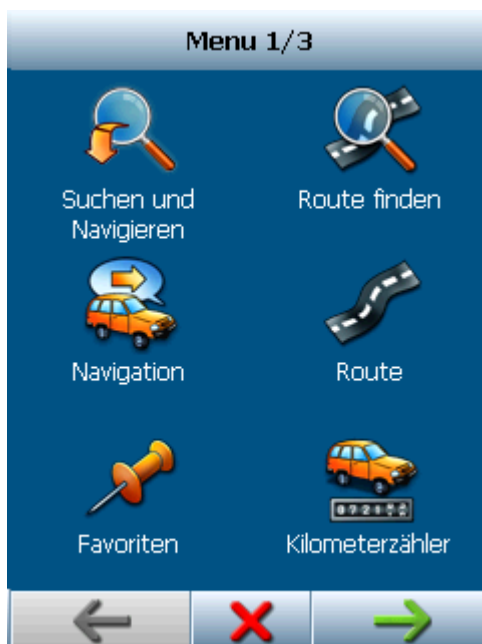 Menu 1/3
Suchen und
Navigieren
Route finden
Navigation
Route
Favoriten
Kilometerzähler